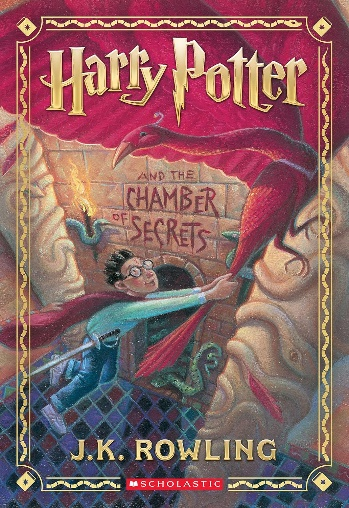 Harry Potter
AND THE
CHAMBER
OF SECRETS
J.K. ROWLING
SCHOLASTIC